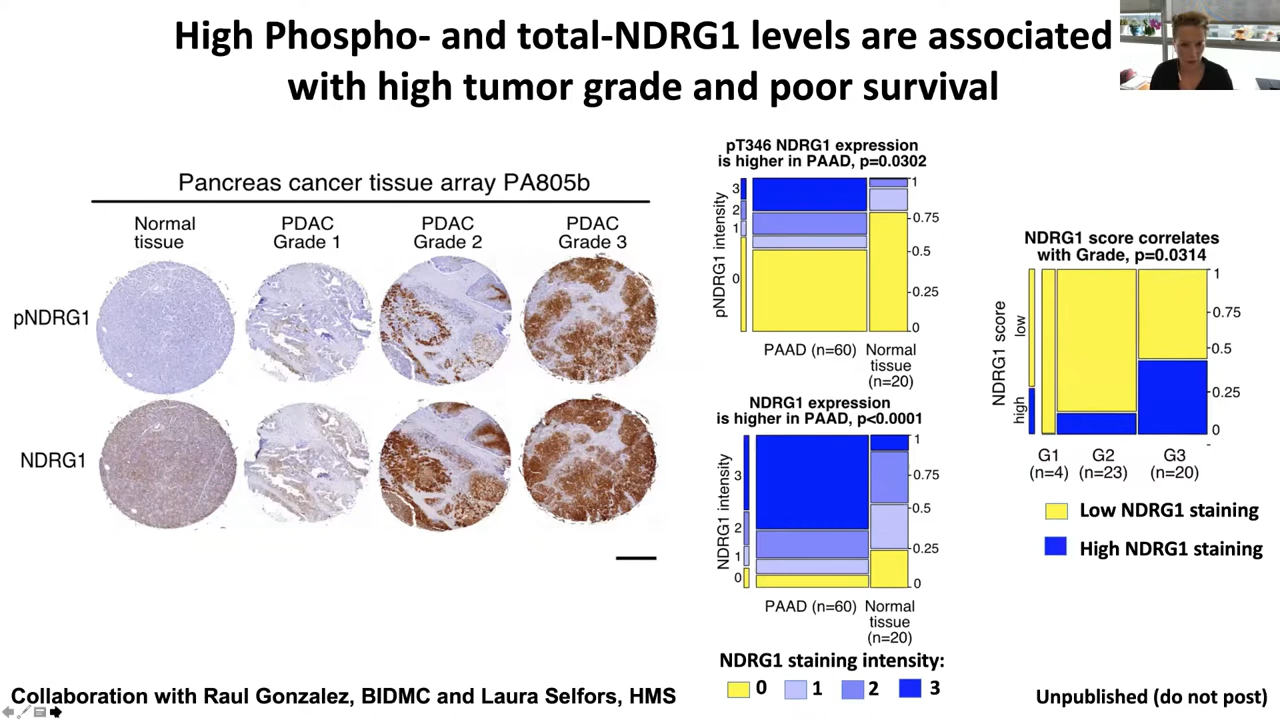 High Phospho- and total-NDRG1 levels are associated
with high tumor grade and poor survival
Pancreas cancer tissue array PA805b
Normal
tissue
PDAC
Grade 1
PDAC
Grade 2
PDAC
Grade 3
pNDRG1
NDRG1
pT346 NDRG1 expression
is higher in PAAD, p=0.0302
pNDRG1 intensity
3
2
1
0
1
0.75
0.5
0.25
0
PAAD (n=60)
Normal
tissue
(n=20)
NDRG1 expression
is higher in PAAD, p<0.0001
NDRG1 intensity
3
2
1
0
1
0.75
0.5
0.25
0
PAAD (n=60)
Normal
tissue
(n=20)
NDRG1 staining intensity:
0 1 2 3
NDRG1 score correlates
with Grade, p=0.0314
NDRG1 score
low
high
1
0.75
0.5
0.25
0
G1
(n=4)
G2
(n=23)
G3
(n=20)
Low NDRG1 staining
High NDRG1 staining
Collaboration with Raul Gonzalez, BIDMC and Laura Selfors, HMS
Unpublished (do not post)